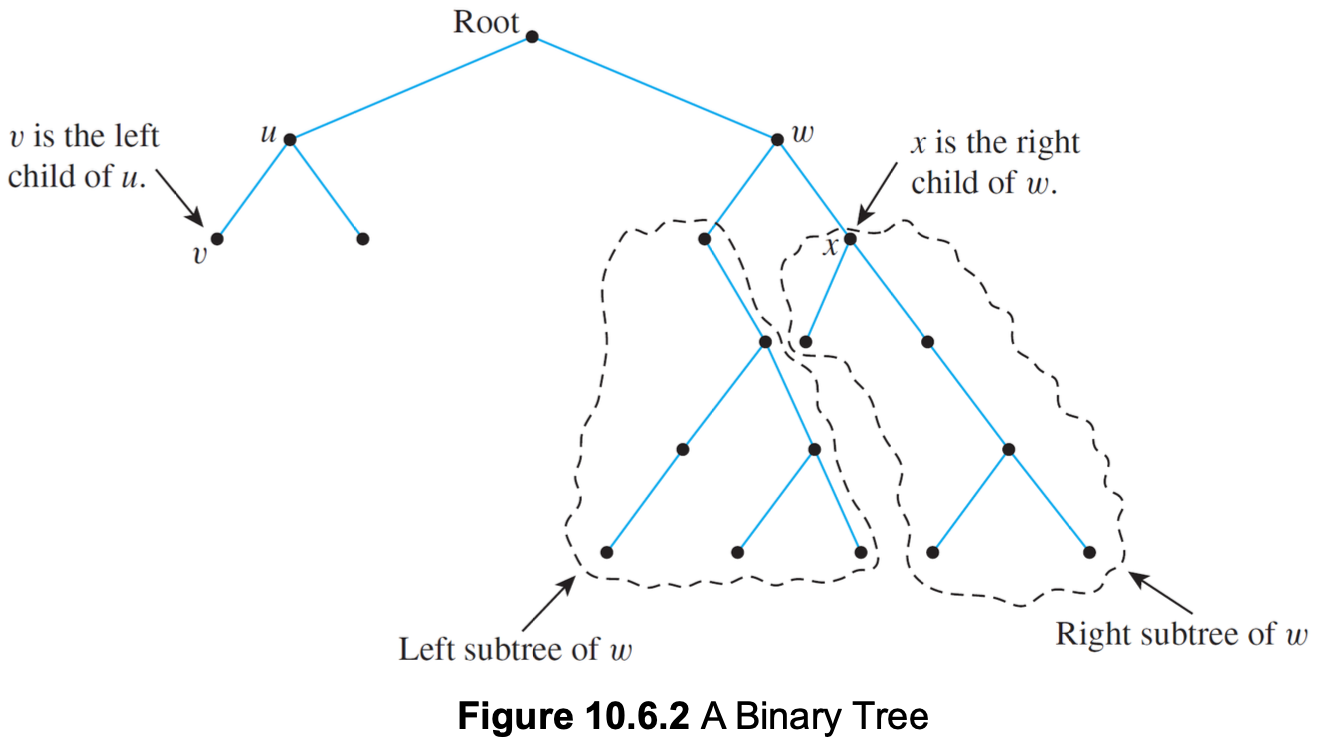 Root
v is the left
child of u.
u
w
x is the right
child of w.
v
x
Left subtree of w
Right subtree of w
Figure 10.6.2 A Binary Tree